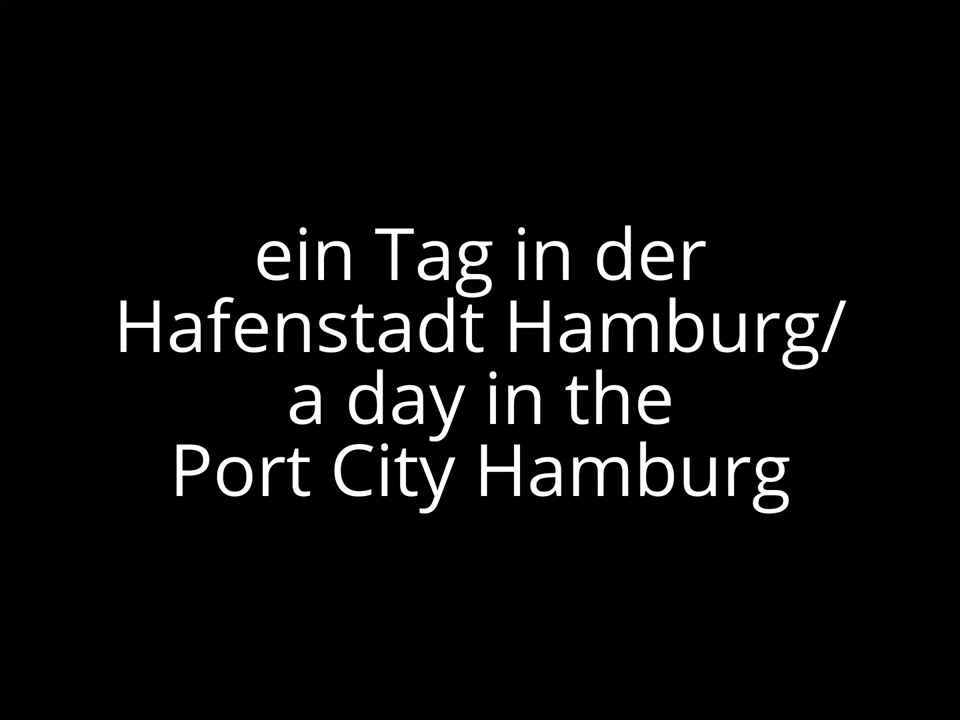 ein Tag in der
Hafenstadt Hamburg/
a day in the
Port City Hamburg